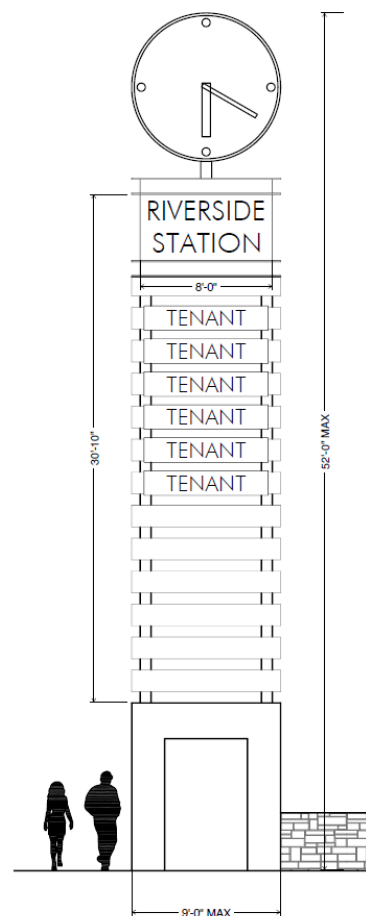 RIVERSIDE
STATION
8'-0"
TENANT
TENANT
TENANT
TENANT
TENANT
TENANT
30'-10"
52'-0" MAX
9'-0" MAX